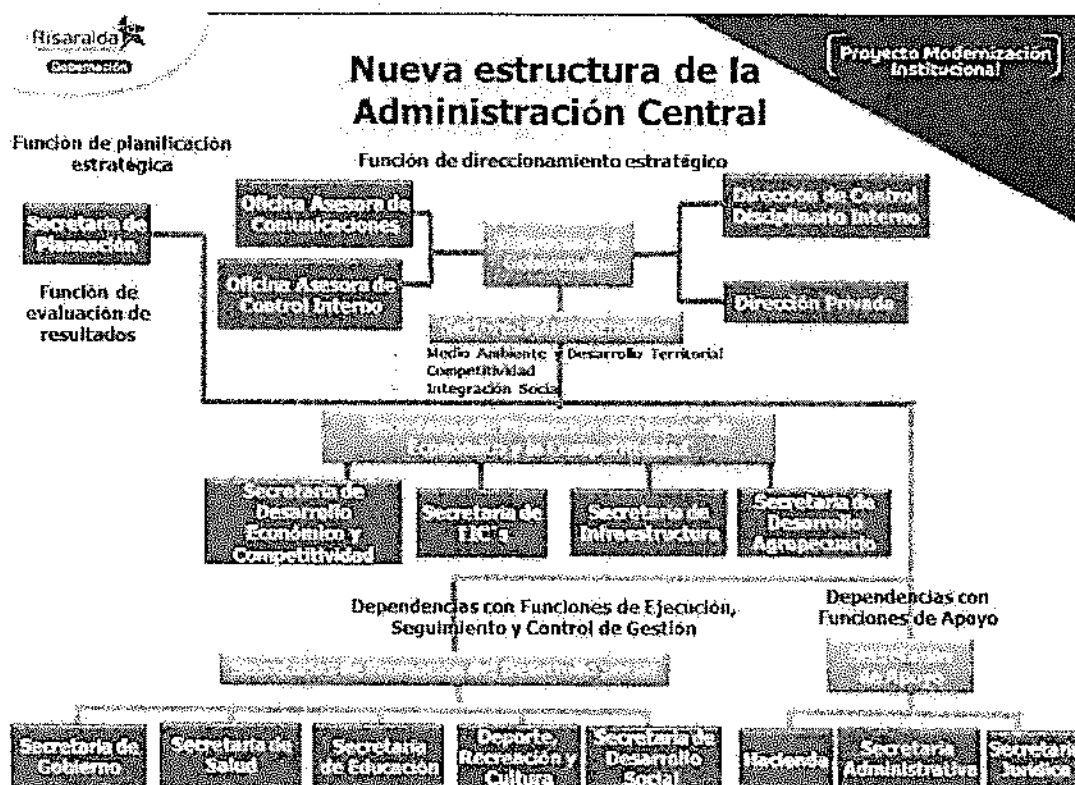 Risaralda
Gobernación
Proyecto Modernización
Institucional
Nueva estructura de la
Administración Central
Función de planificación
estratégica
Función de direccionamiento estratégico
Secretaría de
Planeación
Oficina Asesora de
Comunicaciones
Dirección de Control
Disciplinario Interno
Función de
evaluación de
resultados
Oficina Asesora de
Control Interno
Dirección Privada
Medio Ambiente y Desarrollo Territorial
Competitividad
Integración Social
Economía y la Competitividad
Secretaría de
Desarrollo
Económico y
Competitividad
Secretaría de
TIC's
Secretaría de
Infraestructura
Secretaría de
Desarrollo
Agropecuario
Dependencias con Funciones de Ejecución,
Seguimiento y Control de Gestión
Dependencias con
Funciones de Apoyo
de Apoyo
Secretaría de
Gobierno
Secretaría de
Salud
Secretaría
de Educación
Deporte,
Recreación y
Cultura
Secretaría de
Desarrollo
Social
Hacienda
Secretaría
Administrativa
Secretaría
Jurídica